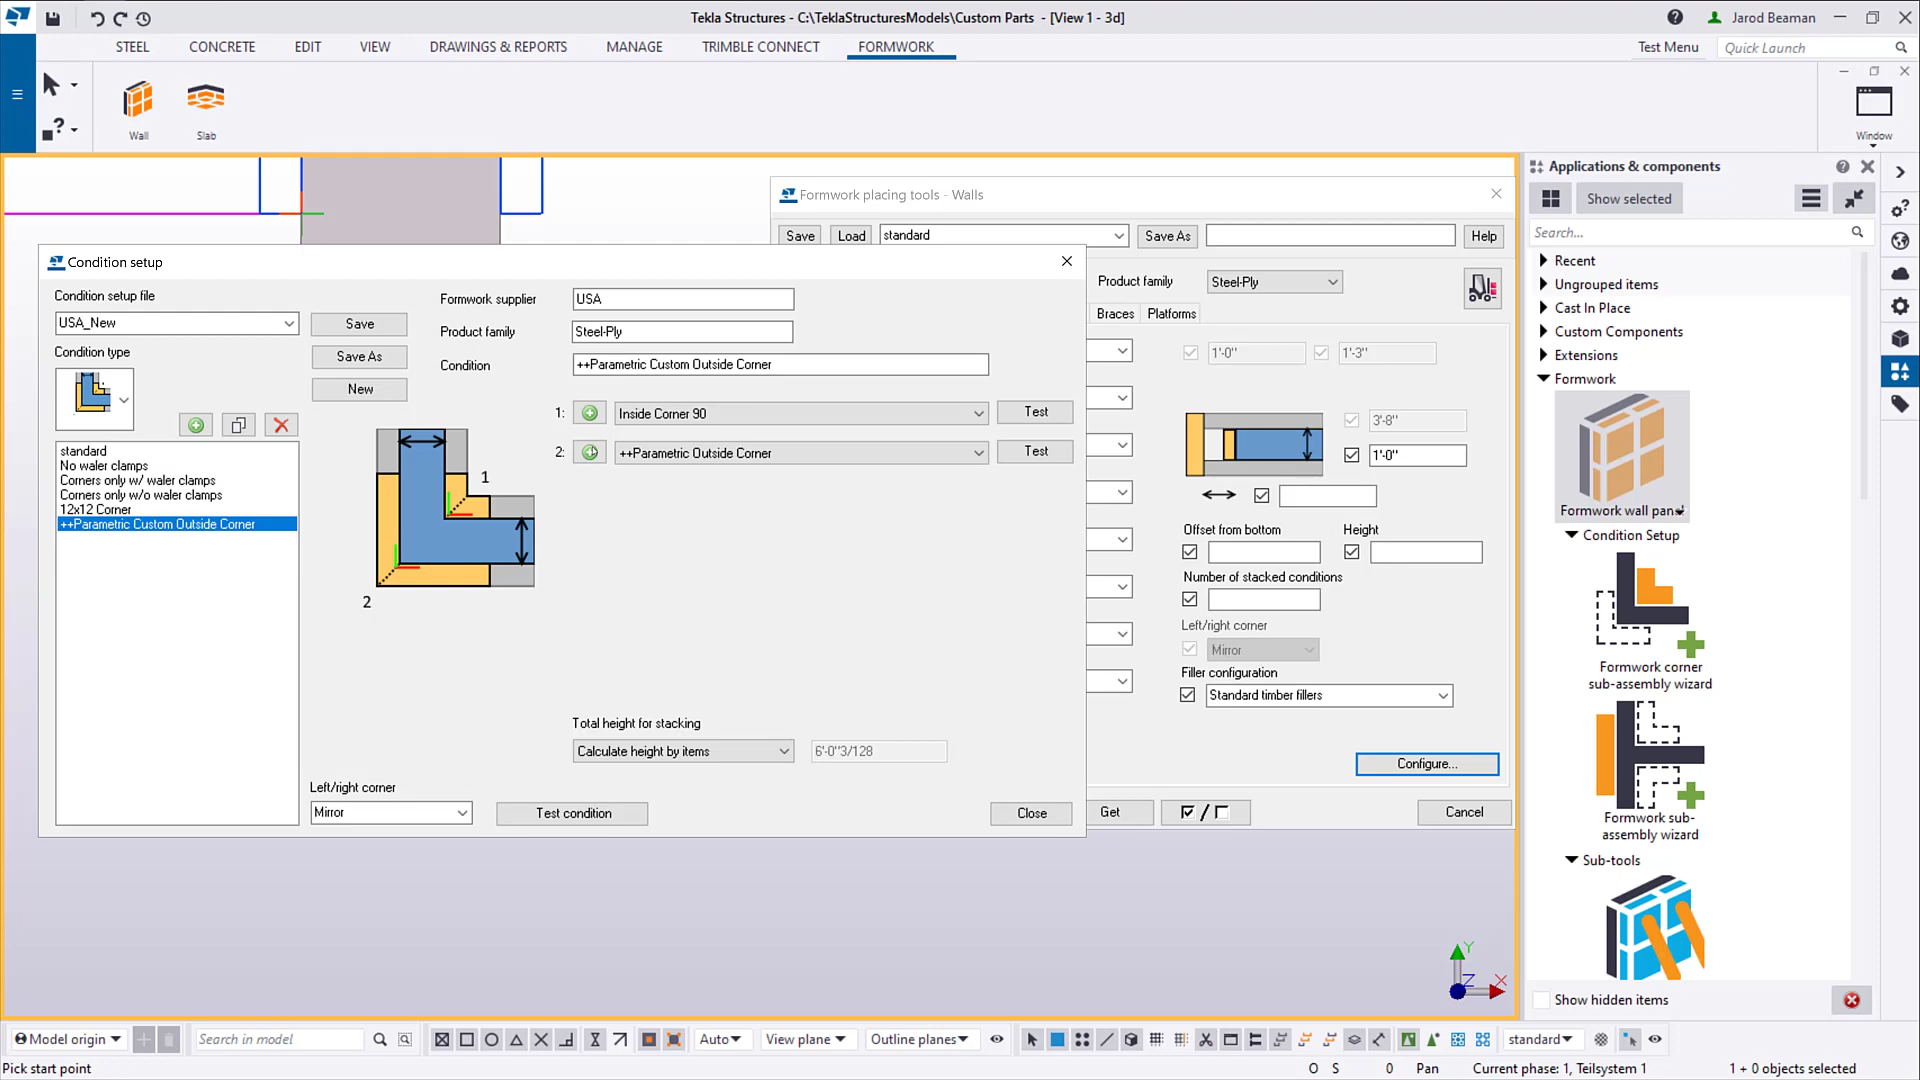 Tekla Structures - C:\TeklaStructuresModels\Custom Parts - [View 1 - 3d]
Jarod Beaman
STEEL CONCRETE EDIT VIEW DRAWINGS & REPORTS MANAGE TRIMBLE CONNECT FORMWORK
Test Menu
Quick Launch
Wall
Slab
Window
Formwork placing tools - Walls
Save
Load
standard
Save As
Help
Product family
Steel-Ply
Braces
Platforms
1'-0"
1'-3"
3'-8"
1'-0"
Offset from bottom
Height
Number of stacked conditions
Left/right corner
Mirror
Filler configuration
Standard timber fillers
Configure...
Get
Cancel
Condition setup
Condition setup file
USA_New
Save
Save As
New
Condition type
standard
No waler clamps
Corners only w/ waler clamps
Corners only w/o waler clamps
12x12 Corner
++Parametric Custom Outside Corner
Formwork supplier
USA
Product family
Steel-Ply
Condition
++Parametric Custom Outside Corner
1:
Inside Corner 90
Test
2:
++Parametric Outside Corner
Test
1
2
Total height for stacking
Calculate height by items
6'-0"3/128
Left/right corner
Mirror
Test condition
Close
Applications & components
Show selected
Search...
Recent
Ungrouped items
Cast In Place
Custom Components
Extensions
Formwork
Formwork wall pan
Condition Setup
Formwork corner
sub-assembly wizard
Formwork sub-
assembly wizard
Sub-tools
Show hidden items
Y
Z
X
Model origin
Search in model
Auto
View plane
Outline planes
standard
Pick start point
O S
0
Pan
Current phase: 1, Teilsystem 1
1 + 0 objects selected